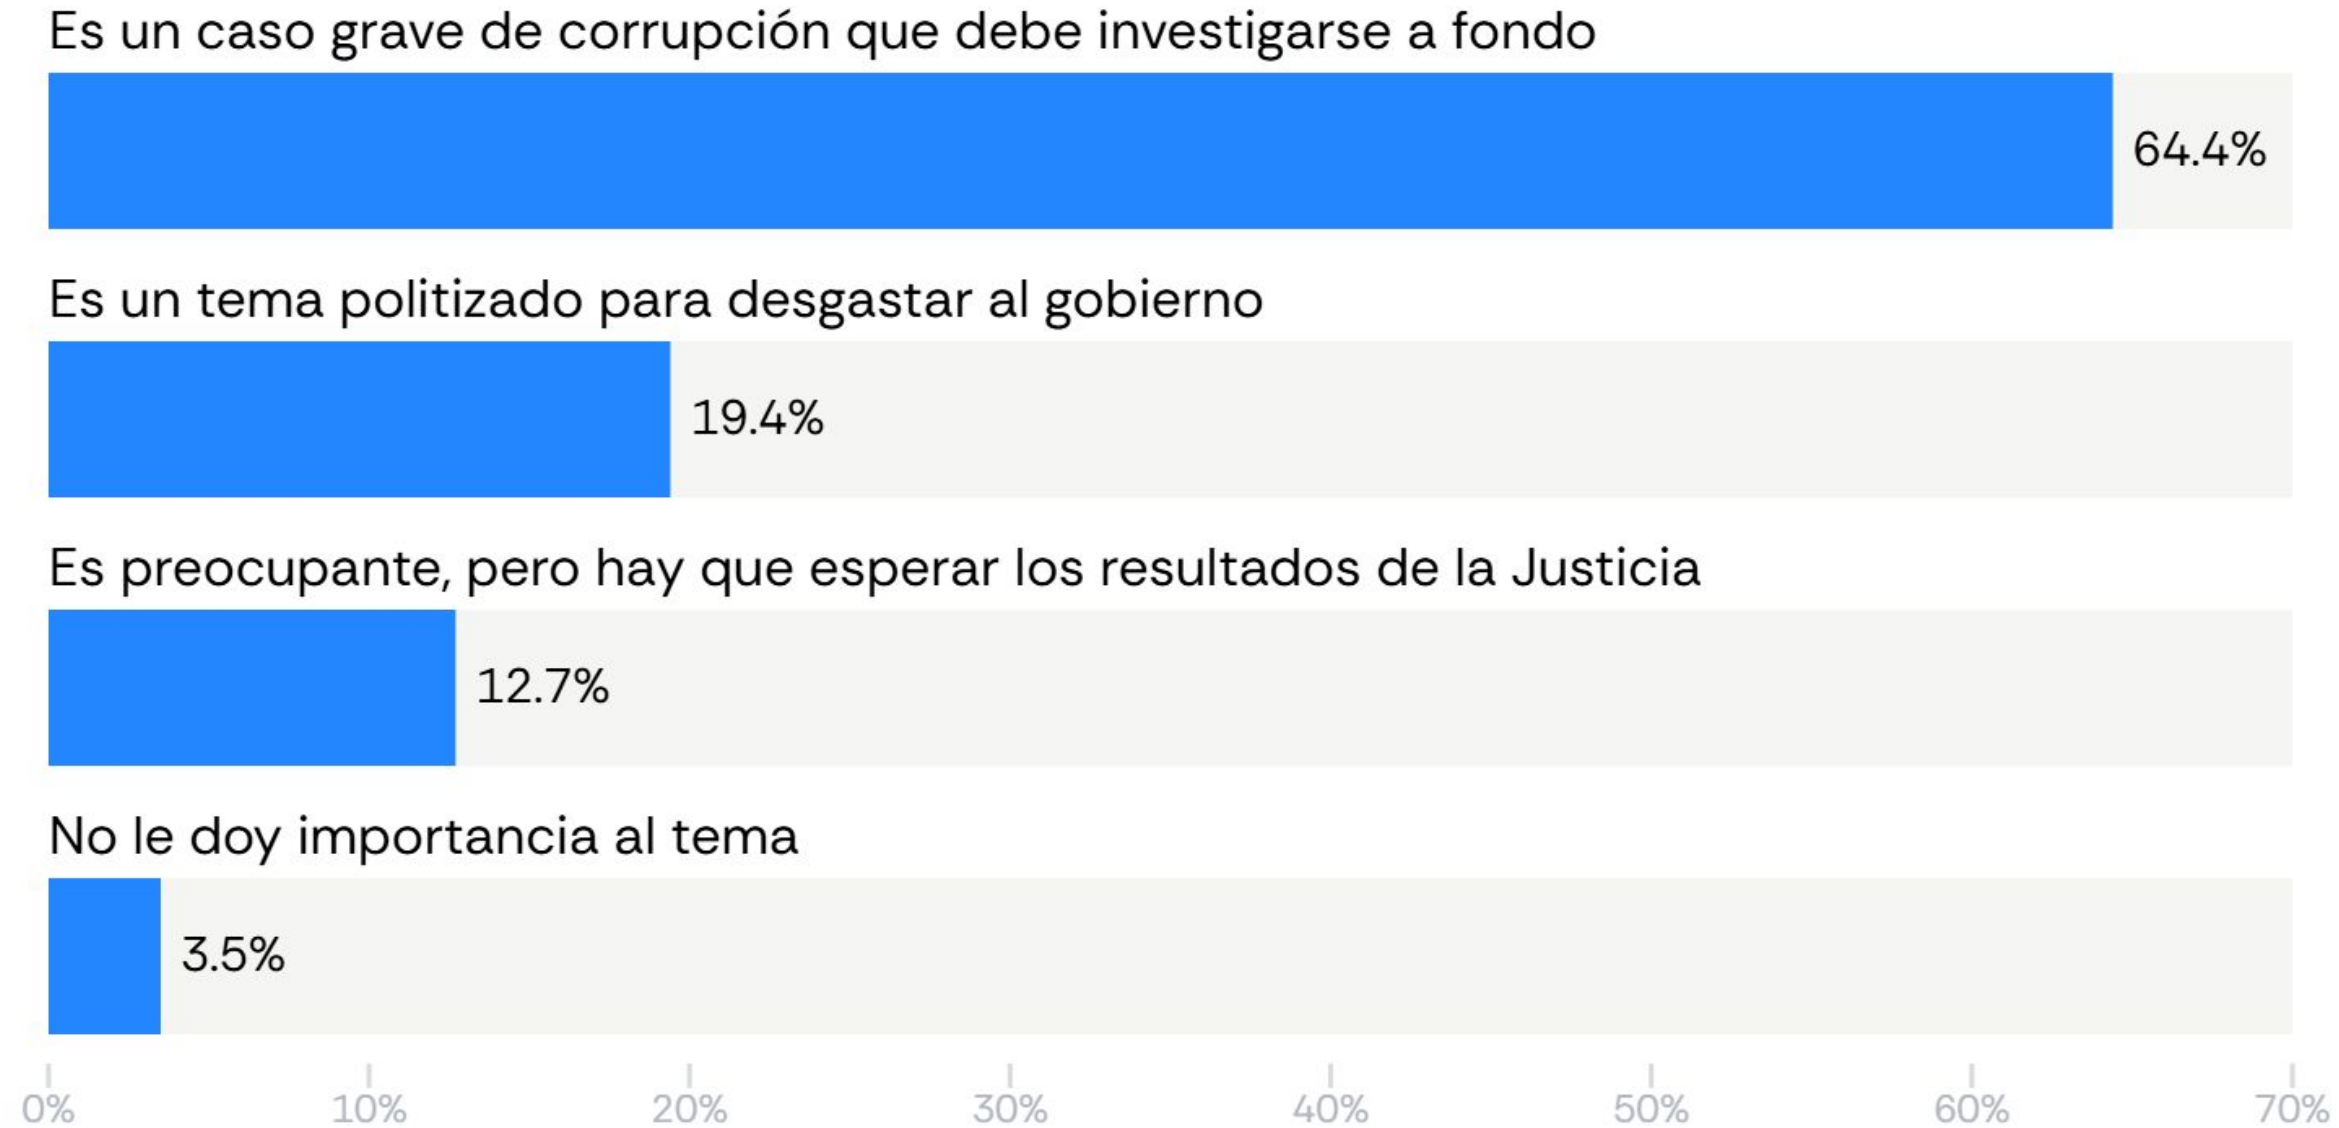 Es un caso grave de corrupción que debe investigarse a fondo
64.4%
Es un tema politizado para desgastar al gobierno
19.4%
Es preocupante, pero hay que esperar los resultados de la Justicia
12.7%
No le doy importancia al tema
3.5%
0% 10% 20% 30% 40% 50% 60% 70%